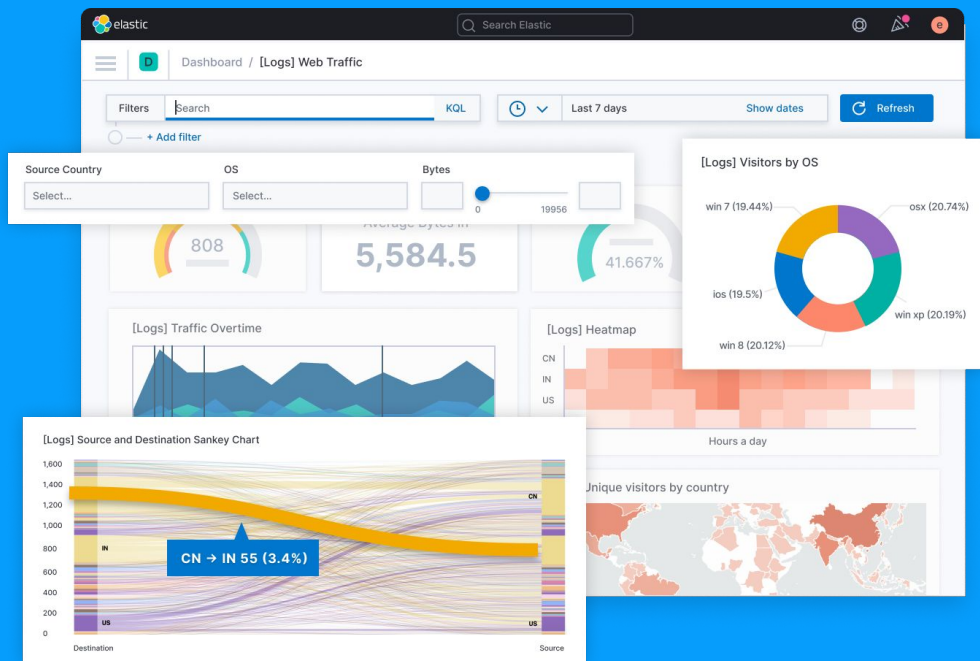 elastic
Search Elastic
e
D
Dashboard / [Logs] Web Traffic
Filters
Search
KQL
Last 7 days
Show dates
Refresh
+ Add filter
Source Country
OS
Bytes
Select...
Select...
0
19956
[Logs] Visitors by OS
win 7 (19.44%)
osx (20.74%)
ios (19.5%)
win xp (20.19%)
win 8 (20.12%)
808
Average Bytes In
5,584.5
41.667%
[Logs] Traffic Overtime
[Logs] Heatmap
CN
IN
US
Hours a day
[Logs] Source and Destination Sankey Chart
1,600
1,400
1,200
1,000
800
600
400
200
0
CN
IN
US
US
CN → IN 55 (3.4%)
Destination
Source
Unique visitors by country